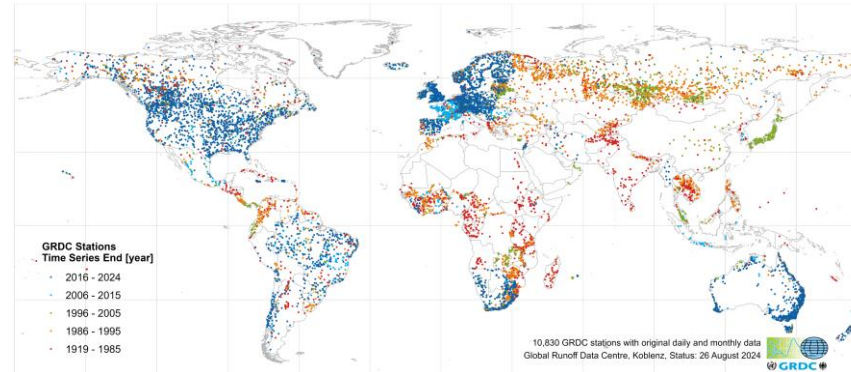 GRDC Stations
Time Series End [year]
2016 - 2024
2006 - 2015
1996 - 2005
1986 - 1995
1919 - 1985
10,830 GRDC stations with original daily and monthly data
Global Runoff Data Centre, Koblenz, Status: 26 August 2024
GRDC